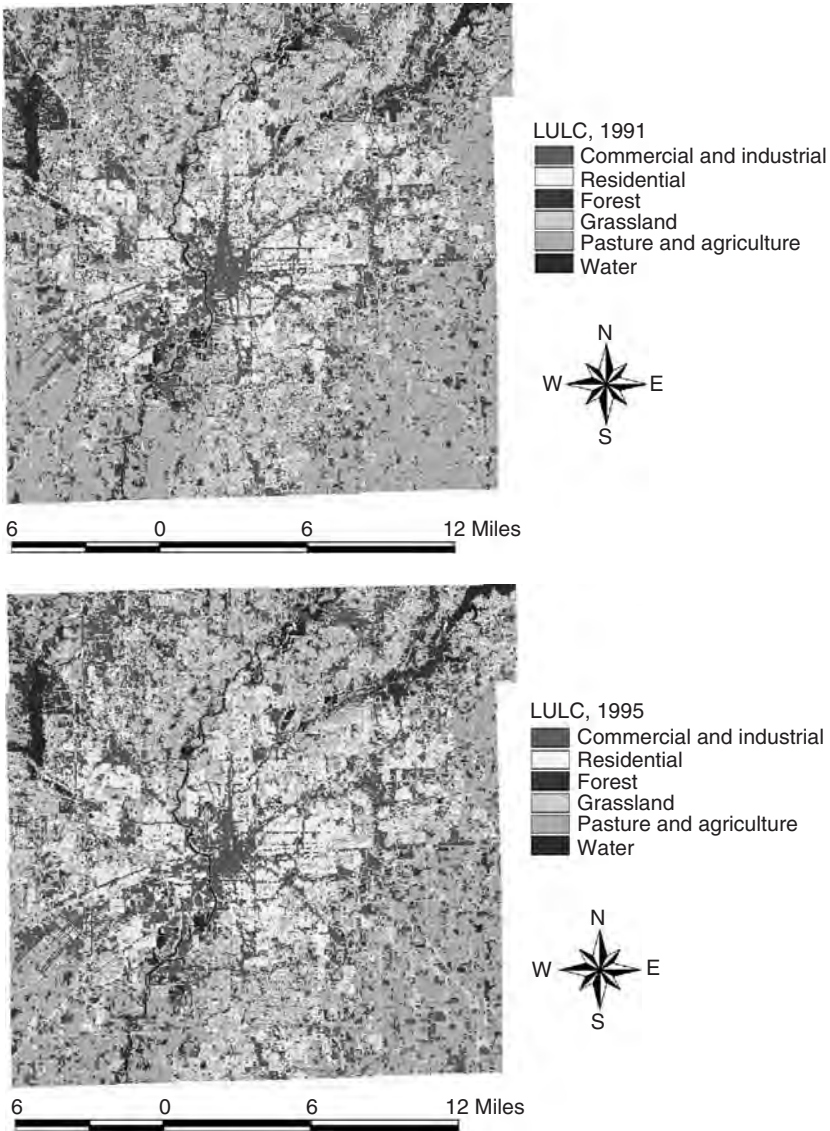 LULC, 1991
Commercial and industrial
Residential
Forest
Grassland
Pasture and agriculture
Water
N
W E
S
6 0 6 12 Miles
LULC, 1995
Commercial and industrial
Residential
Forest
Grassland
Pasture and agriculture
Water
N
W E
S
6 0 6 12 Miles